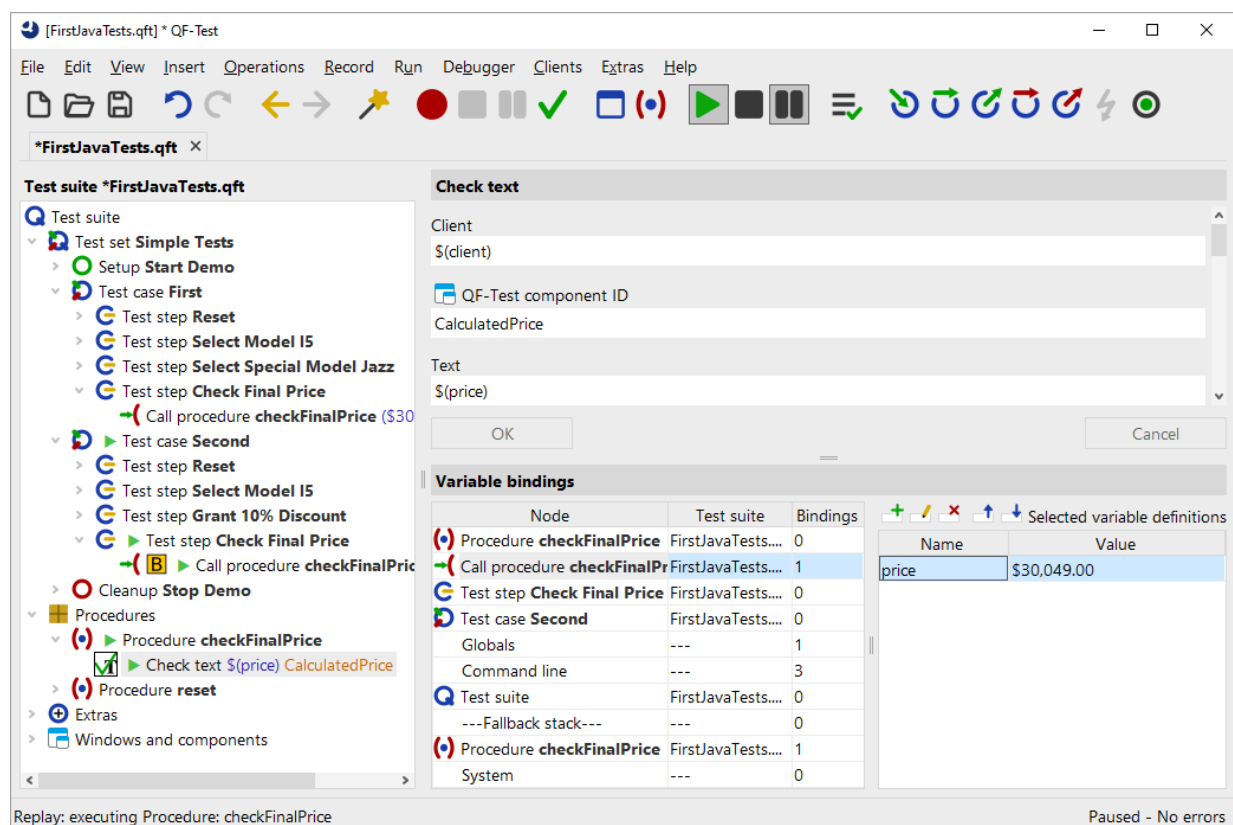 [FirstJavaTests.qft] * QF-Test
File Edit View Insert Operations Record Run Debugger Clients Extras Help
*FirstJavaTests.qft
Test suite *FirstJavaTests.qft
Test suite
Test set Simple Tests
Setup Start Demo
Test case First
Test step Reset
Test step Select Model I5
Test step Select Special Model Jazz
Test step Check Final Price
Call procedure checkFinalPrice ($30
Test case Second
Test step Reset
Test step Select Model I5
Test step Grant 10% Discount
Test step Check Final Price
B Call procedure checkFinalPric
Cleanup Stop Demo
Procedures
Procedure checkFinalPrice
Check text $(price) CalculatedPrice
Procedure reset
Extras
Windows and components
Check text
Client
$(client)
QF-Test component ID
CalculatedPrice
Text
$(price)
OK Cancel
Variable bindings
Node Test suite Bindings
Procedure checkFinalPrice FirstJavaTests.... 0
Call procedure checkFinalPr FirstJavaTests.... 1
Test step Check Final Price FirstJavaTests.... 0
Test case Second FirstJavaTests.... 0
Globals --- 1
Command line --- 3
Test suite FirstJavaTests.... 0
---Fallback stack--- --- 0
Procedure checkFinalPrice FirstJavaTests.... 1
System --- 0
Selected variable definitions
Name Value
price $30,049.00
Replay: executing Procedure: checkFinalPrice
Paused - No errors